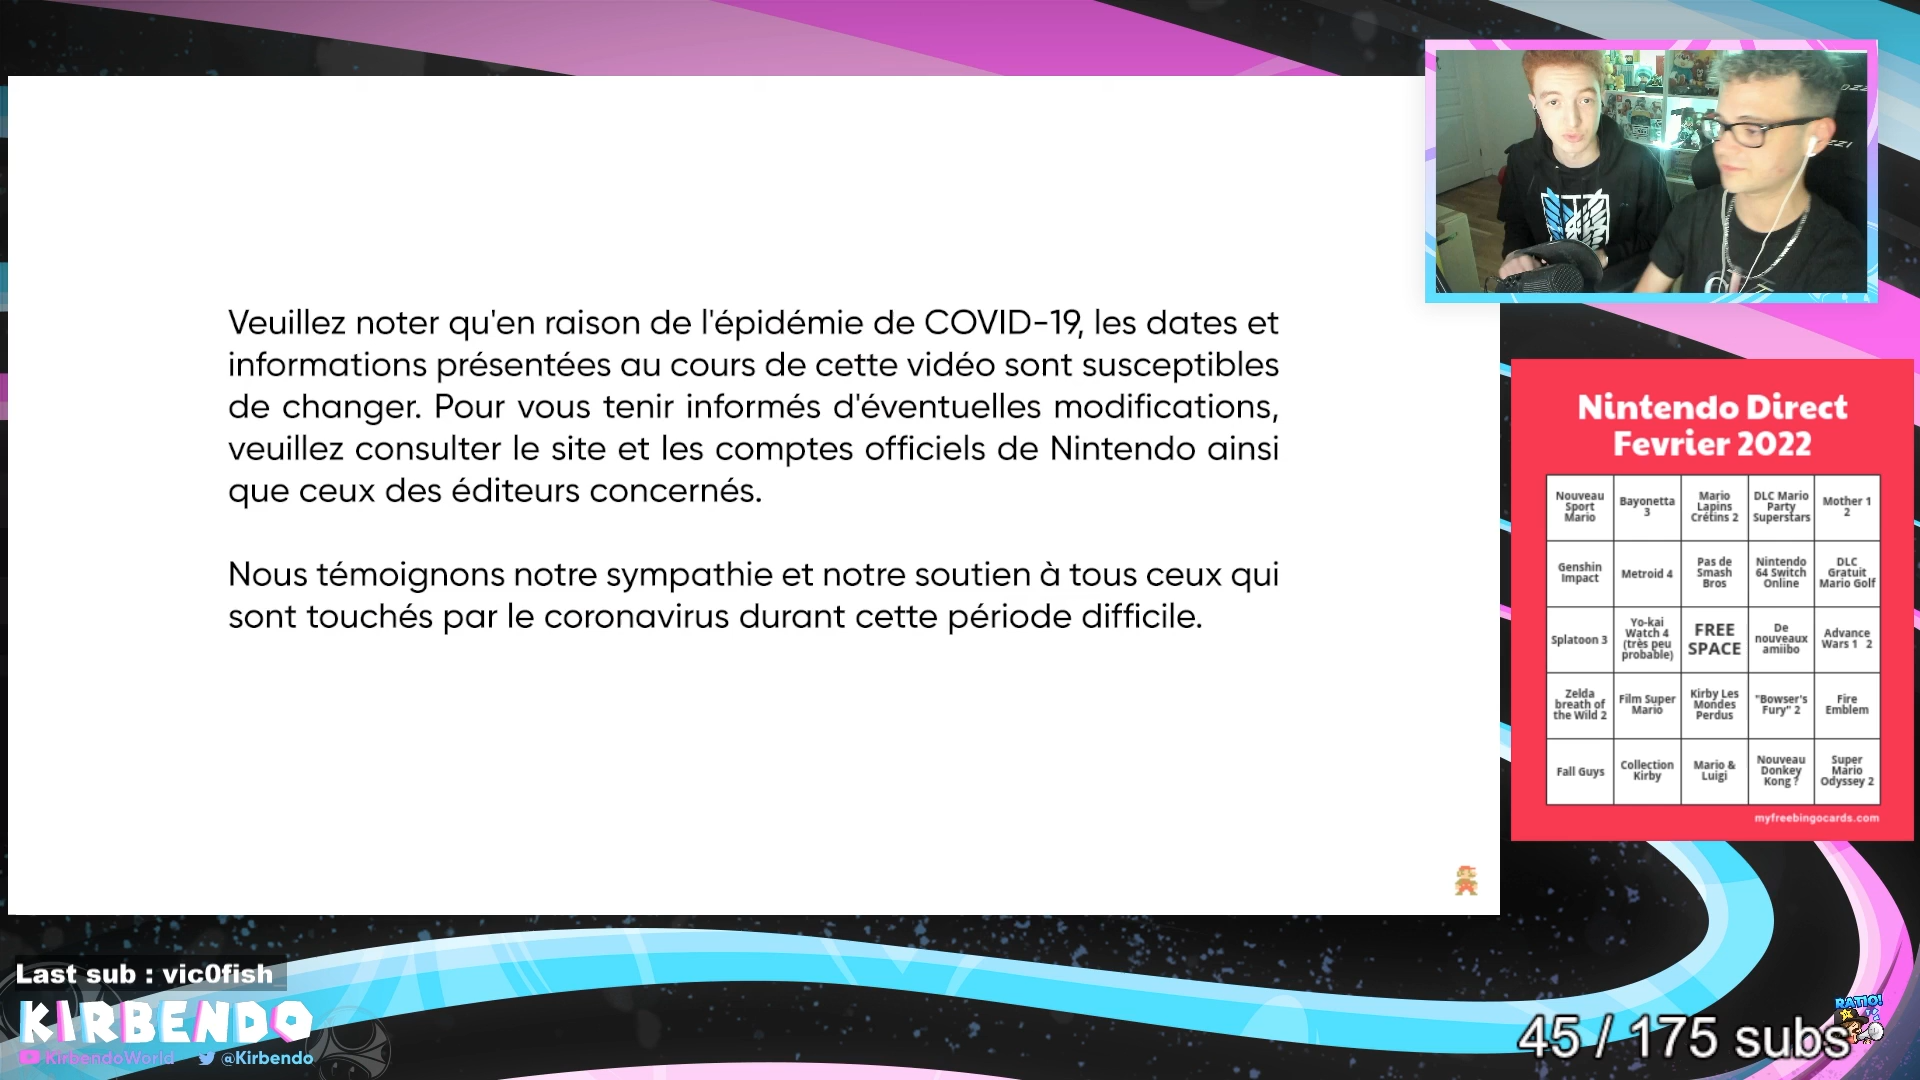 Veuillez noter qu'en raison de l'épidémie de COVID-19, les dates et
informations présentées au cours de cette vidéo sont susceptibles
de changer. Pour vous tenir informés d'éventuelles modifications,
veuillez consulter le site et les comptes officiels de Nintendo ainsi
que ceux des éditeurs concernés.
Nous témoignons notre sympathie et notre soutien à tous ceux qui
sont touchés par le coronavirus durant cette période difficile.
Nintendo Direct
Fevrier 2022
Nouveau
Sport
Mario
Bayonetta
3
Mario
Lapins
Crétins 2
DLC Mario
Party
Superstars
Mother 1
2
Genshin
Impact
Metroid 4
Pas de
Smash
Bros
Nintendo
64 Switch
Online
DLC
Gratuit
Mario Golf
Splatoon 3
Yo-kai
Watch 4
(très peu
probable)
FREE
SPACE
De
nouveaux
amiibo
Advance
Wars 1 2
Zelda
breath of
the Wild 2
Film Super
Mario
Kirby Les
Mondes
Perdus
"Bowser's
Fury" 2
Fire
Emblem
Fall Guys
Collection
Kirby
Mario &
Luigi
Nouveau
Donkey
Kong ?
Super
Mario
Odyssey 2
myfreebingocards.com
Last sub : vic0fish
KIRBENDO
KirbendoWorld @Kirbendo
RATIO!
45 / 175 subs